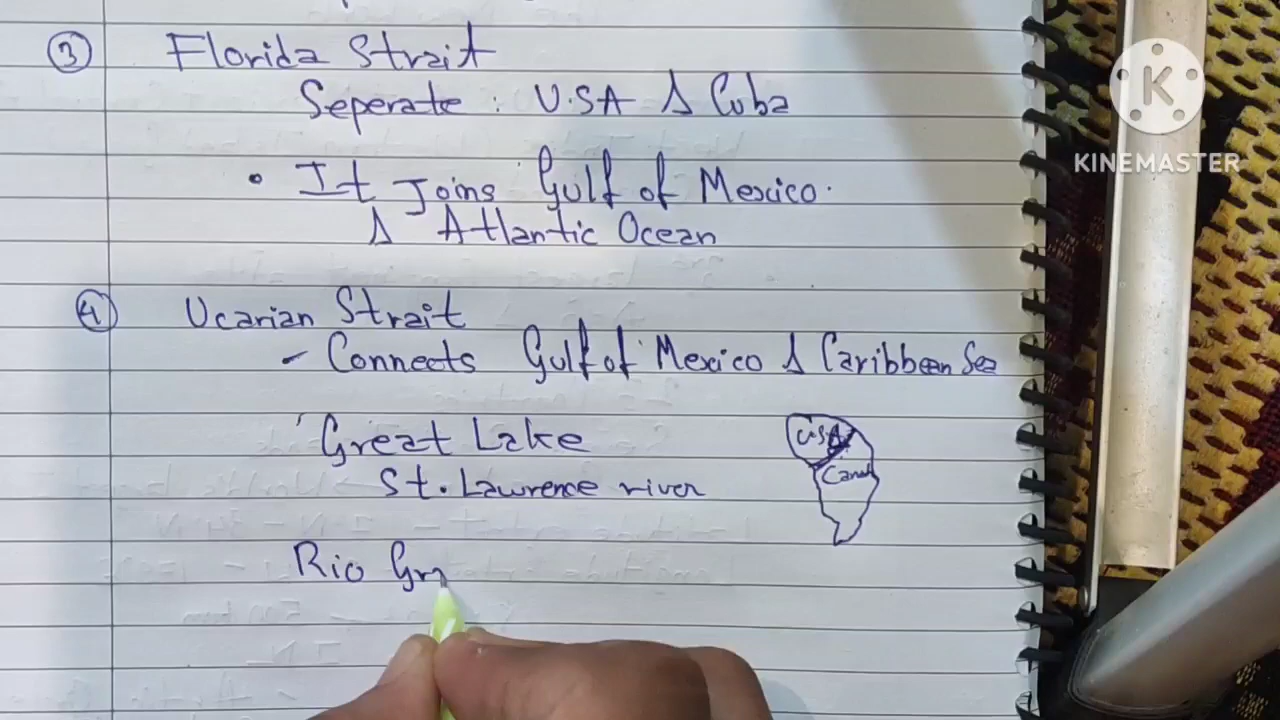 ③ Florida Strait
Seperate : U.S.A & Cuba
• It Joins Gulf of Mexico.
& Atlantic Ocean
④ Ucarian Strait
- Connects Gulf of Mexico & Caribbean Sea
Great Lake
USA
Canad
St. Lawrence river
Rio Gr
K
KINEMASTER